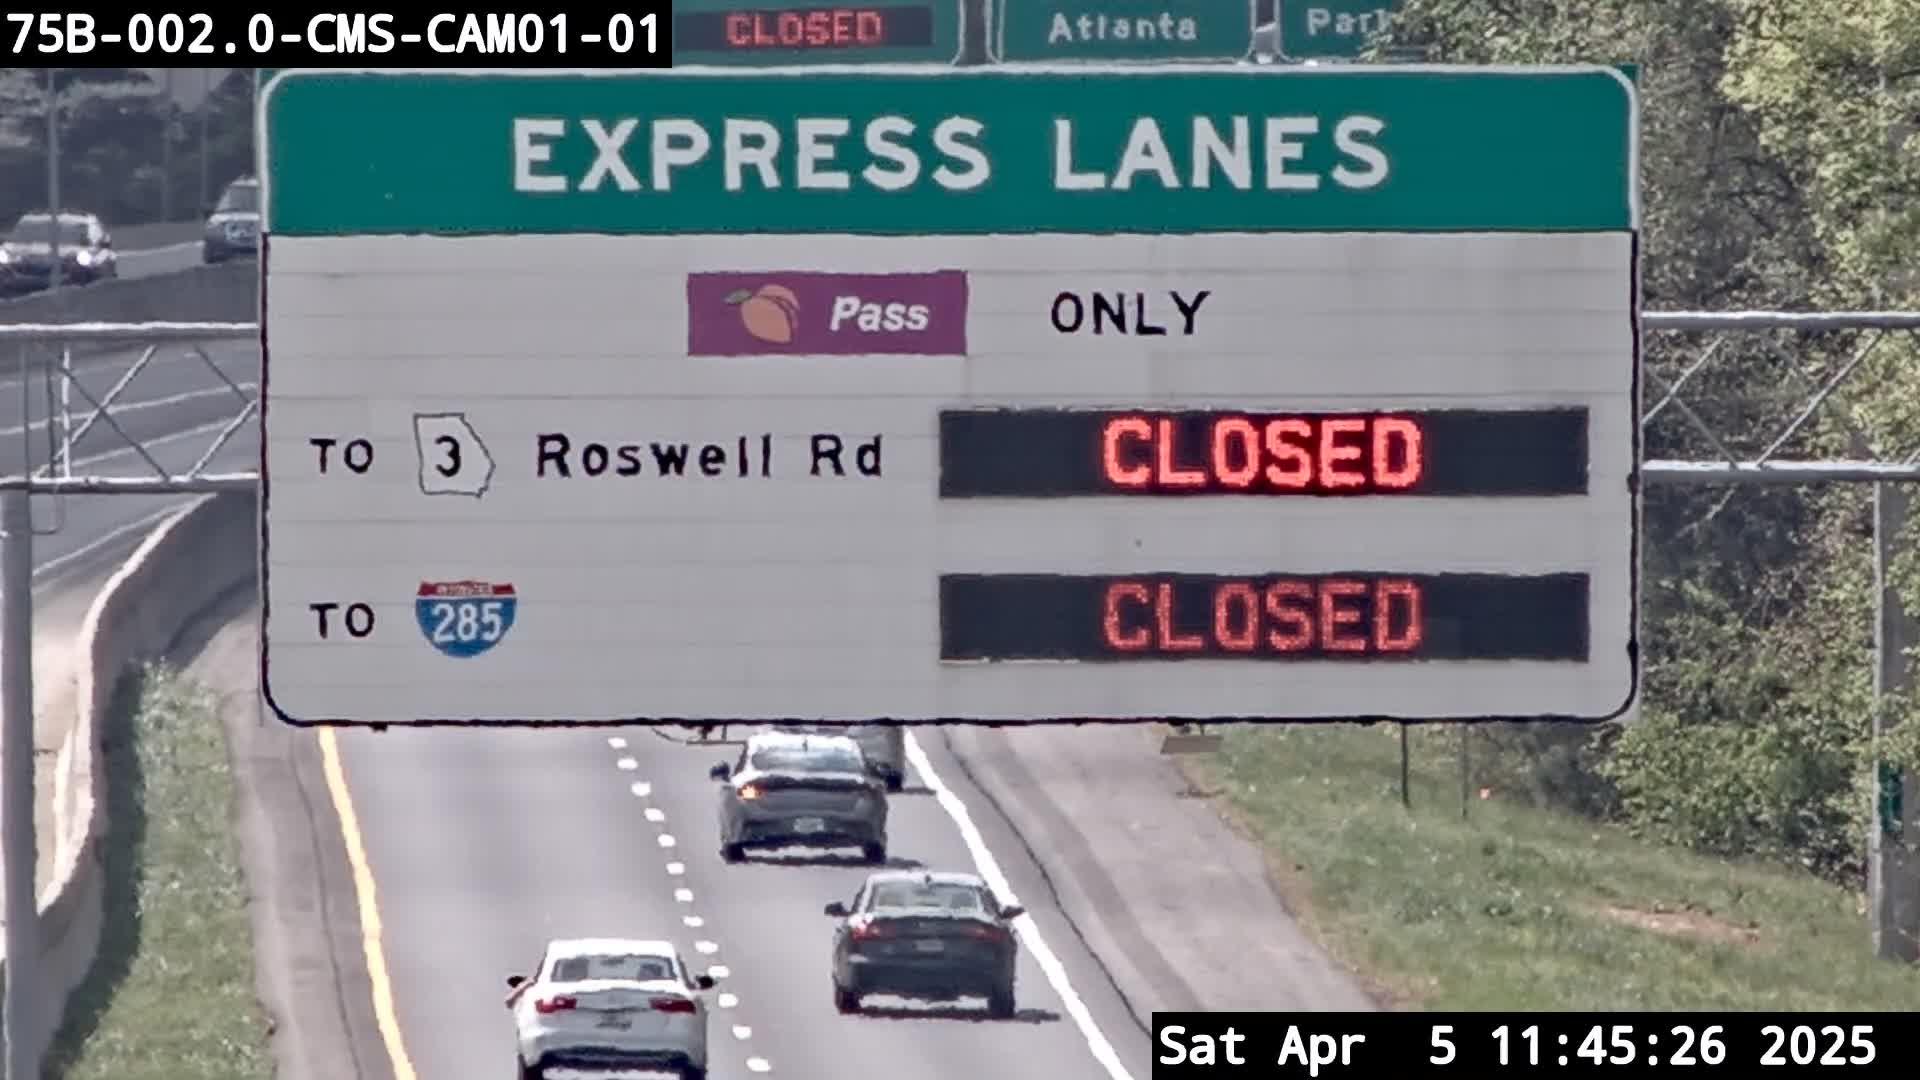 75B-002.0-CMS-CAM01-01
CLOSED
Atlanta
EXPRESS LANES
Pass ONLY
TO 3 Roswell Rd CLOSED
TO 285 CLOSED
Sat Apr 5 11:45:26 2025